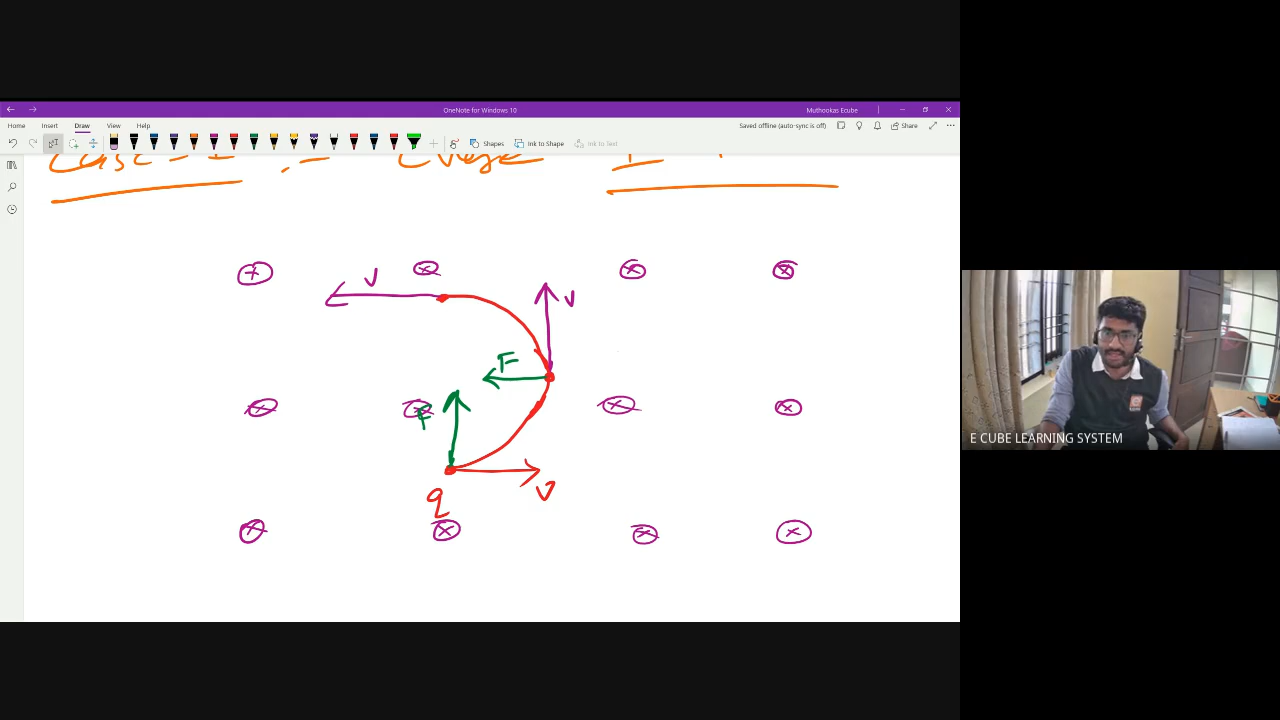 OneNote for Windows 10
Muthookas Ecube
Home Insert Draw View Help
Saved offline (auto-sync is off)
Share
Ink to Shape
Shapes
Ink to Text
V
V
F
F
V
q
E CUBE LEARNING SYSTEM